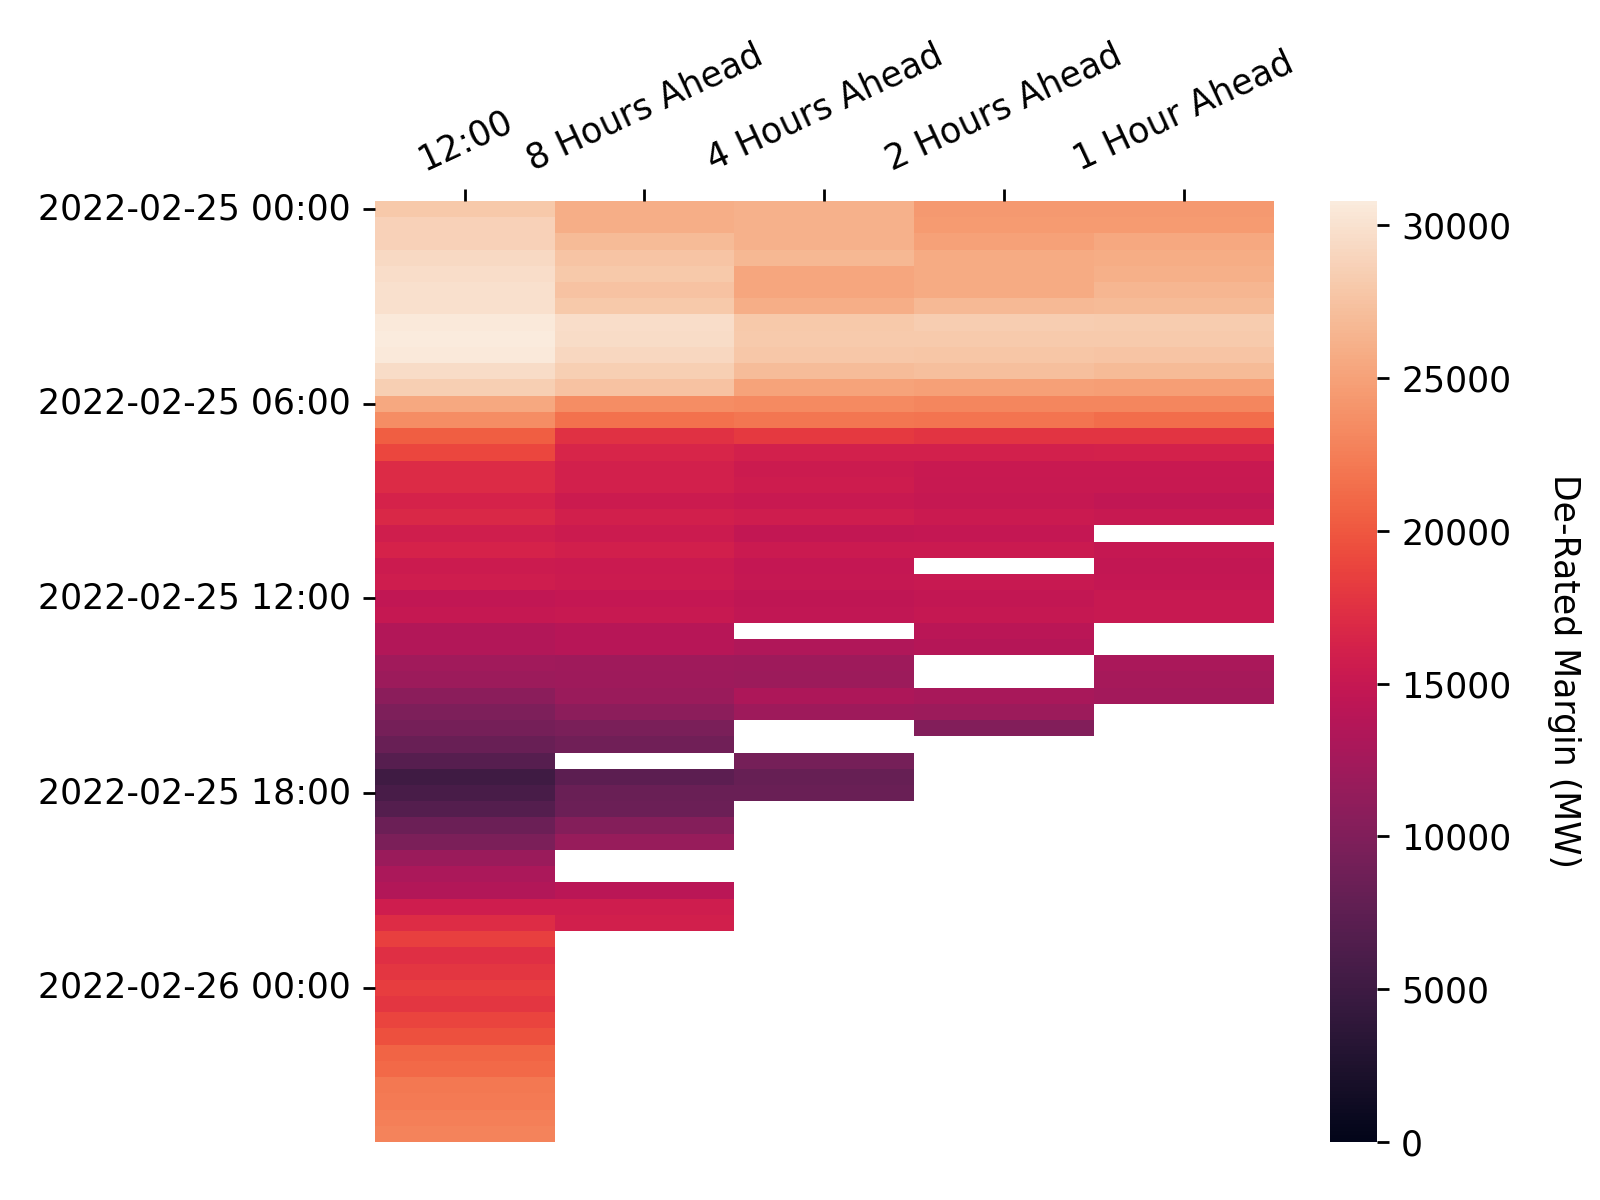 12:00
8 Hours Ahead
4 Hours Ahead
2 Hours Ahead
1 Hour Ahead
2022-02-25 00:00
2022-02-25 06:00
2022-02-25 12:00
2022-02-25 18:00
2022-02-26 00:00
30000
25000
20000
15000
10000
5000
0
De-Rated Margin (MW)